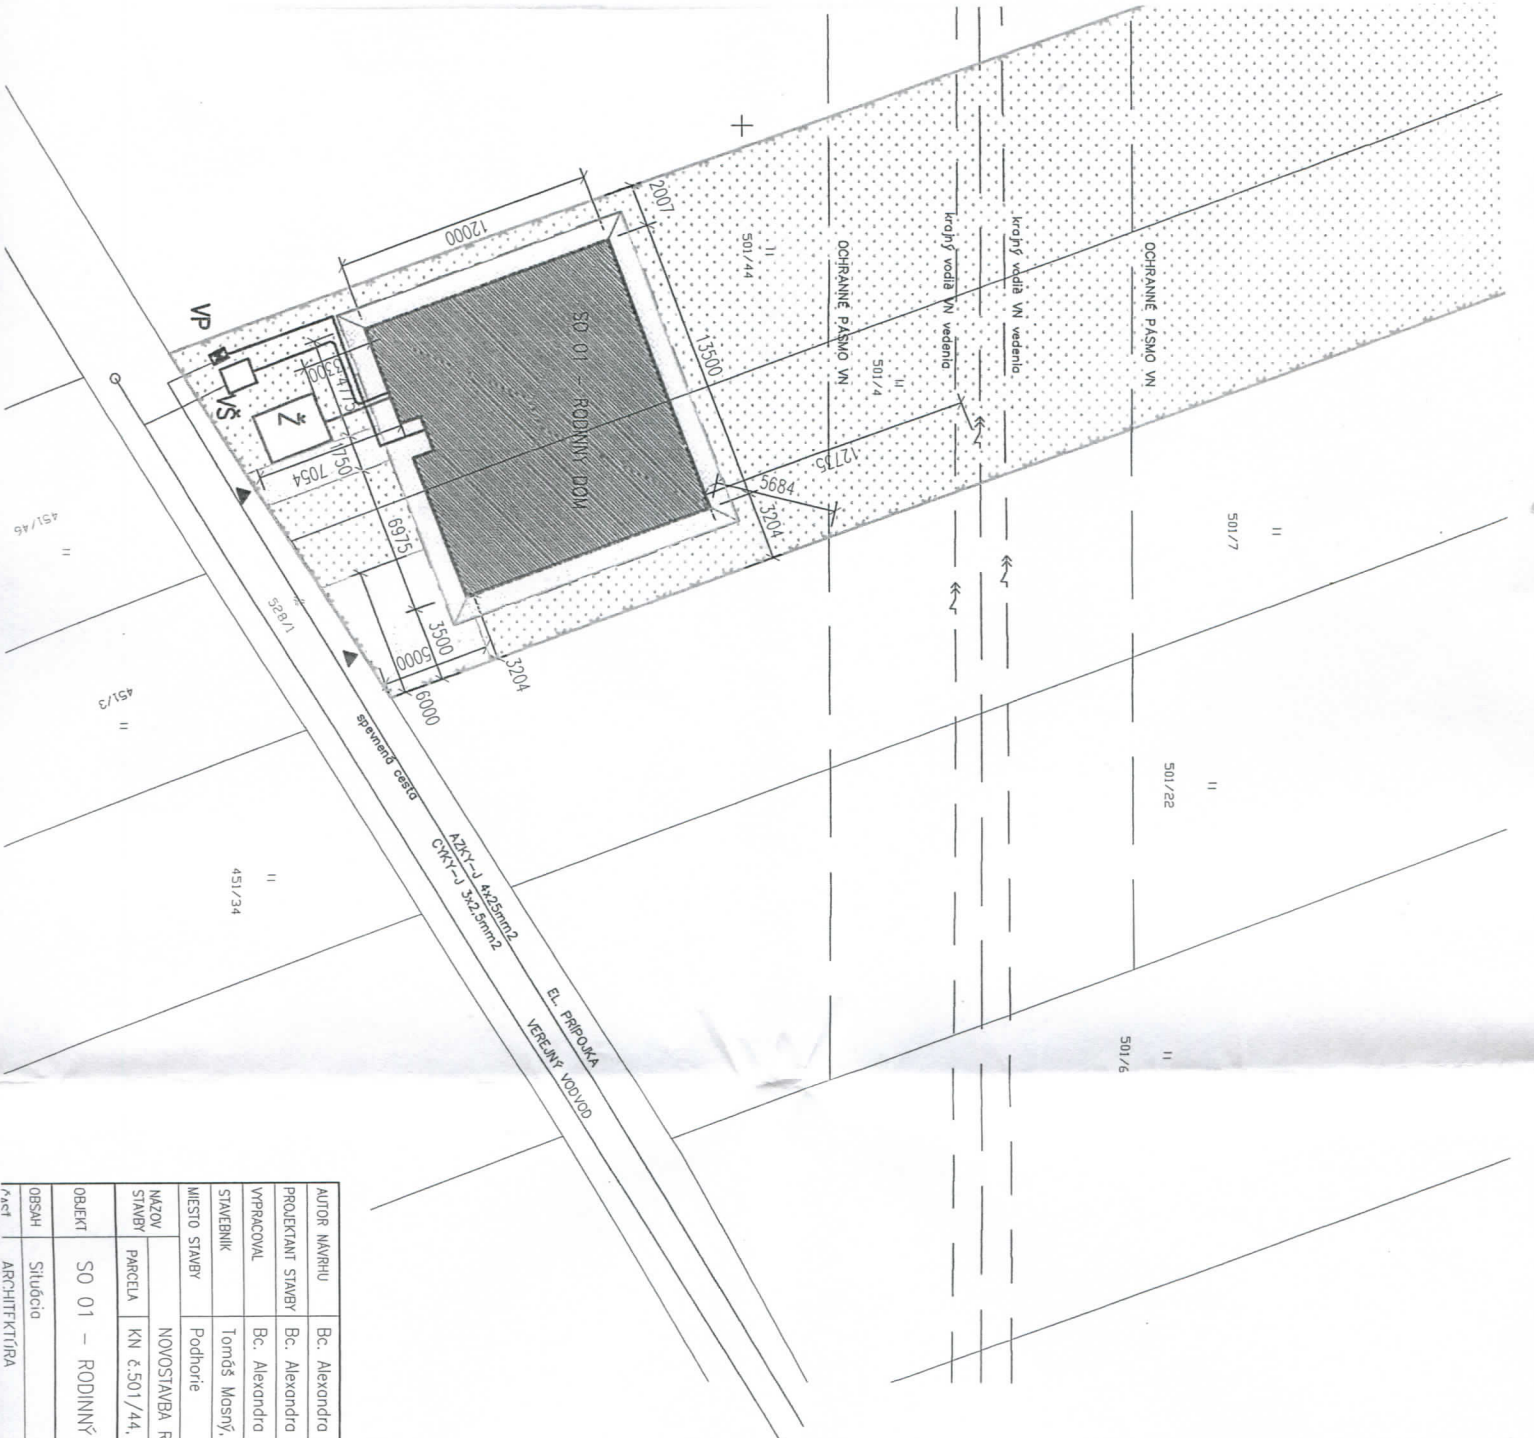 OCHRANNÉ PÁSMO VN
krajný vodič VN vedenia
krajný vodič VN vedenia
OCHRANNÉ PÁSMO VN
501/44
501/4
501/7
501/22
501/6
2007
12000
13500
12735
5684
3204
SO 01 - RODINNÝ DOM
VP
VŠ
Ž
3300
4775
1750
7054
6975
3500
5000
6000
3204
451/46
528/1
451/3
451/34
spevnená cesta
AZKY-J 4x25mm2
CYKY-J 3x2,5mm2
EL. PRÍPOJKA
VEREJNÝ VODVOD
AUTOR NÁVRHU Bc. Alexandra
PROJEKTANT STAVBY Bc. Alexandra
VYPRACOVAL Bc. Alexandra
STAVEBNÍK Tomáš Masný,
MIESTO STAVBY Podhorie
NÁZOV STAVBY NOVOSTAVBA R
PARCELA KN č.501/44,
OBJEKT SO 01 - RODINNÝ
OBSAH Situácia
ARCHITEKTÚRA